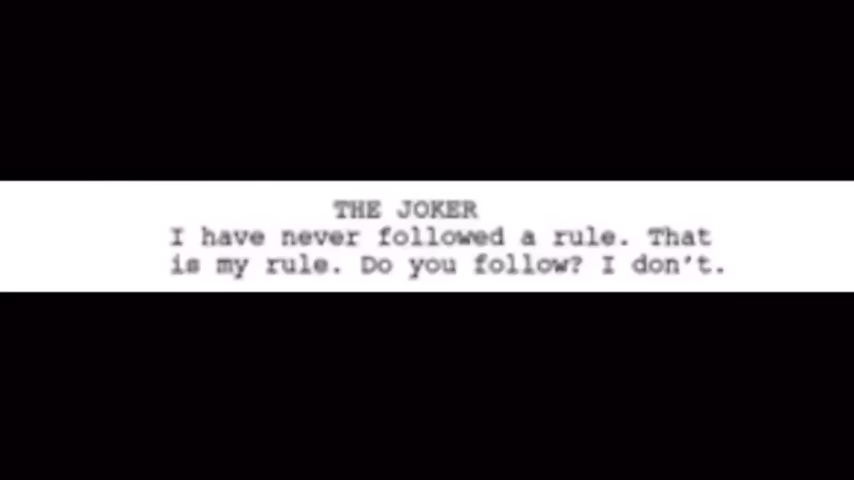 THE JOKER
I have never followed a rule. That
is my rule. Do you follow? I don't.